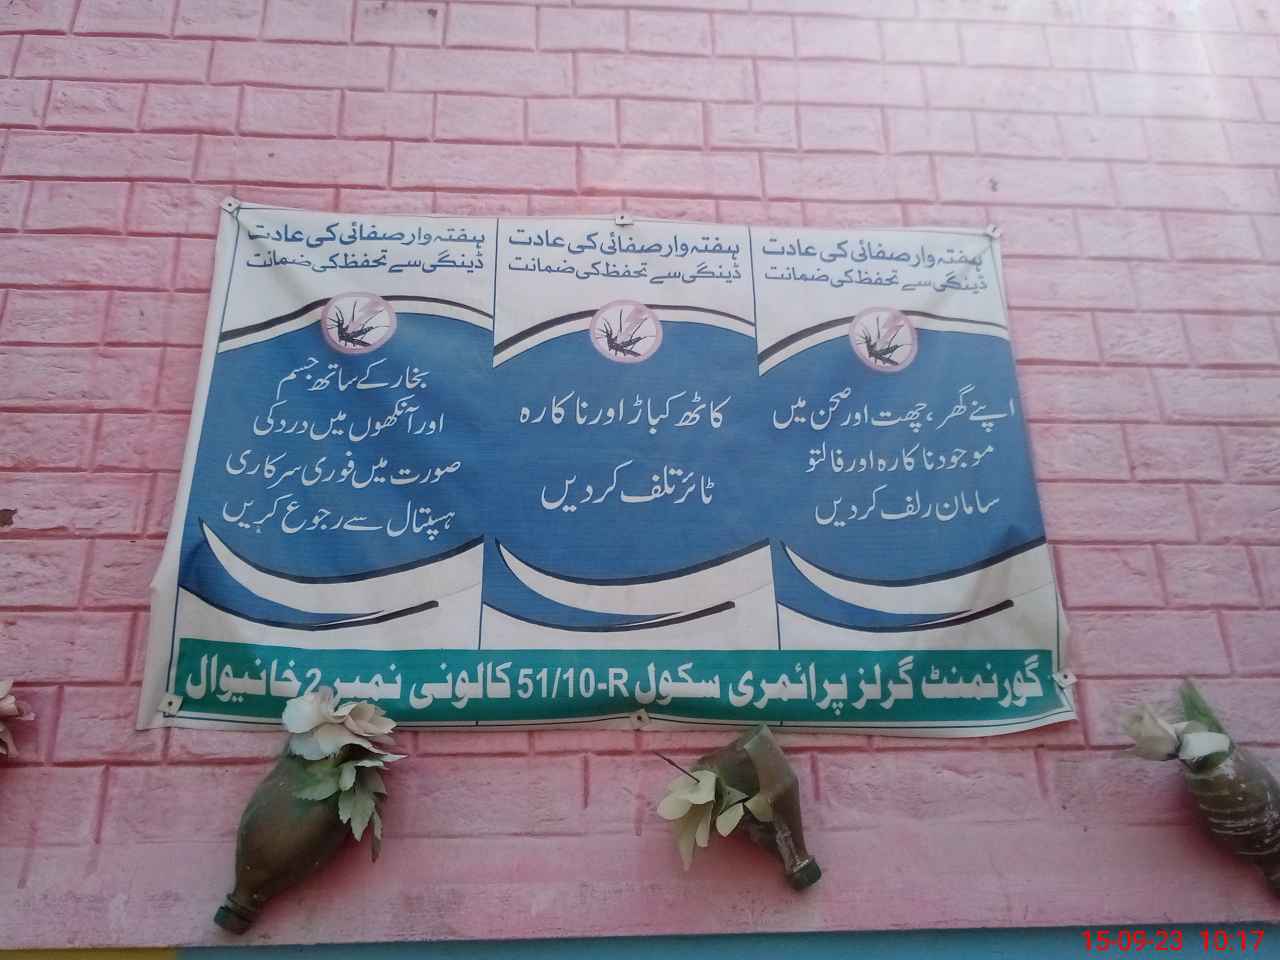 ہفتہ وار صفائی کی عادت
ڈینگی سے تحفظ کی ضمانت
اپنے گھر، چھت اور صحن میں
موجود ناکارہ اور فالتو
سامان رلف کردیں
ہفتہ وار صفائی کی عادت
ڈینگی سے تحفظ کی ضمانت
کاٹھ کباڑ اور ناکارہ
ٹائر تلف کردیں
ہفتہ وار صفائی کی عادت
ڈینگی سے تحفظ کی ضمانت
بخار کے ساتھ جسم
اور آنکھوں میں درد کی
صورت میں فوری سرکاری
ہسپتال سے رجوع کریں
گورنمنٹ گرلز پرائمری سکول 51/10-R کالونی نمبر 2 خانیوال
15-09-23 10:17